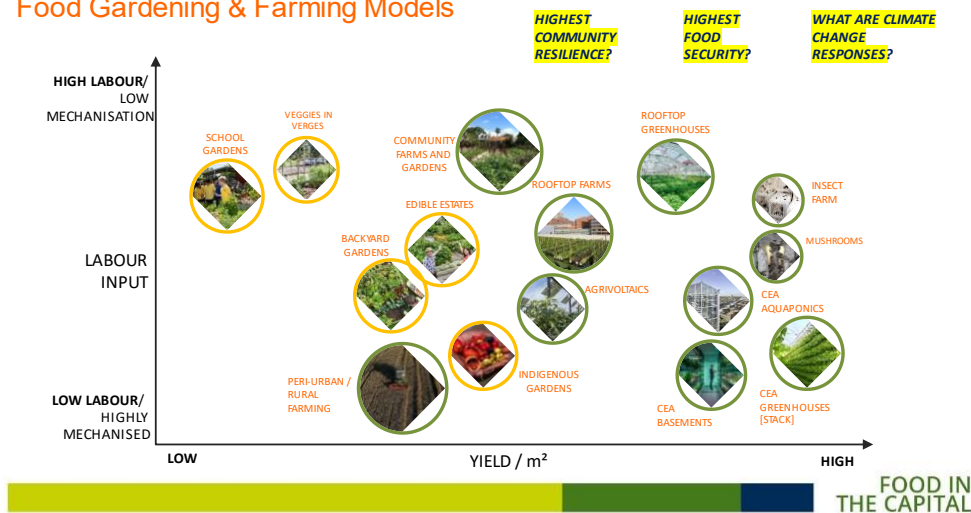 Food Gardening & Farming Models
HIGHEST
COMMUNITY
RESILIENCE?
HIGHEST
FOOD
SECURITY?
WHAT ARE CLIMATE
CHANGE
RESPONSES?
HIGH LABOUR/
LOW
MECHANISATION
SCHOOL
GARDENS
VEGGIES IN
VERGES
COMMUNITY
FARMS AND
GARDENS
ROOFTOP
GREENHOUSES
ROOFTOP FARMS
INSECT
FARM
EDIBLE ESTATES
MUSHROOMS
BACKYARD
GARDENS
LABOUR
INPUT
AGRIVOLTAICS
CEA
AQUAPONICS
PERI-URBAN /
RURAL
FARMING
INDIGENOUS
GARDENS
CEA
BASEMENTS
CEA
GREENHOUSES
[STACK]
LOW LABOUR/
HIGHLY
MECHANISED
LOW
YIELD / m²
HIGH
FOOD IN
THE CAPITAL